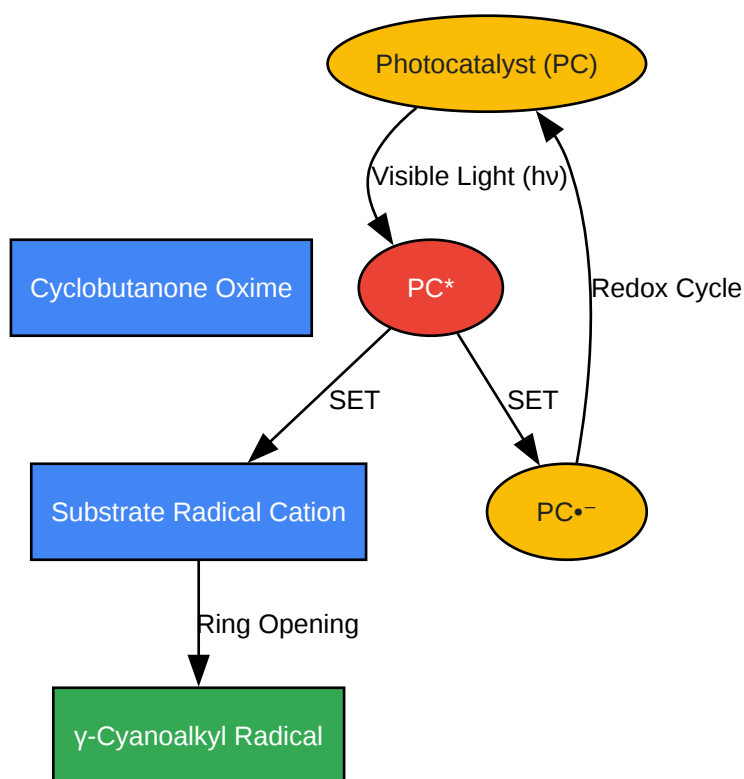 Photocatalyst (PC)
Visible Light (hν)
Cyclobutanone Oxime
PC*
Redox Cycle
SET
SET
Substrate Radical Cation
PC•⁻
Ring Opening
γ-Cyanoalkyl Radical